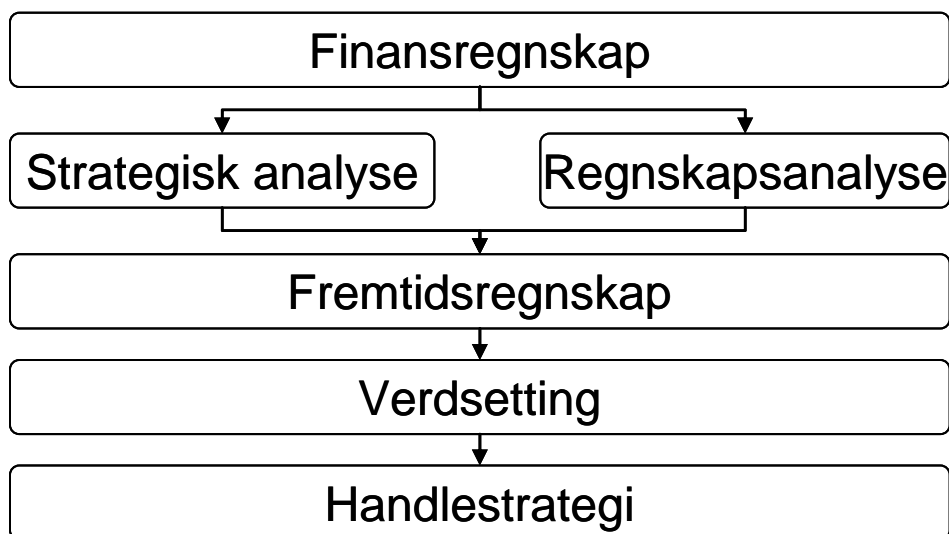 Finansregnskap
Strategisk analyse
Regnskapsanalyse
Fremtidsregnskap
Verdsetting
Handlestrategi